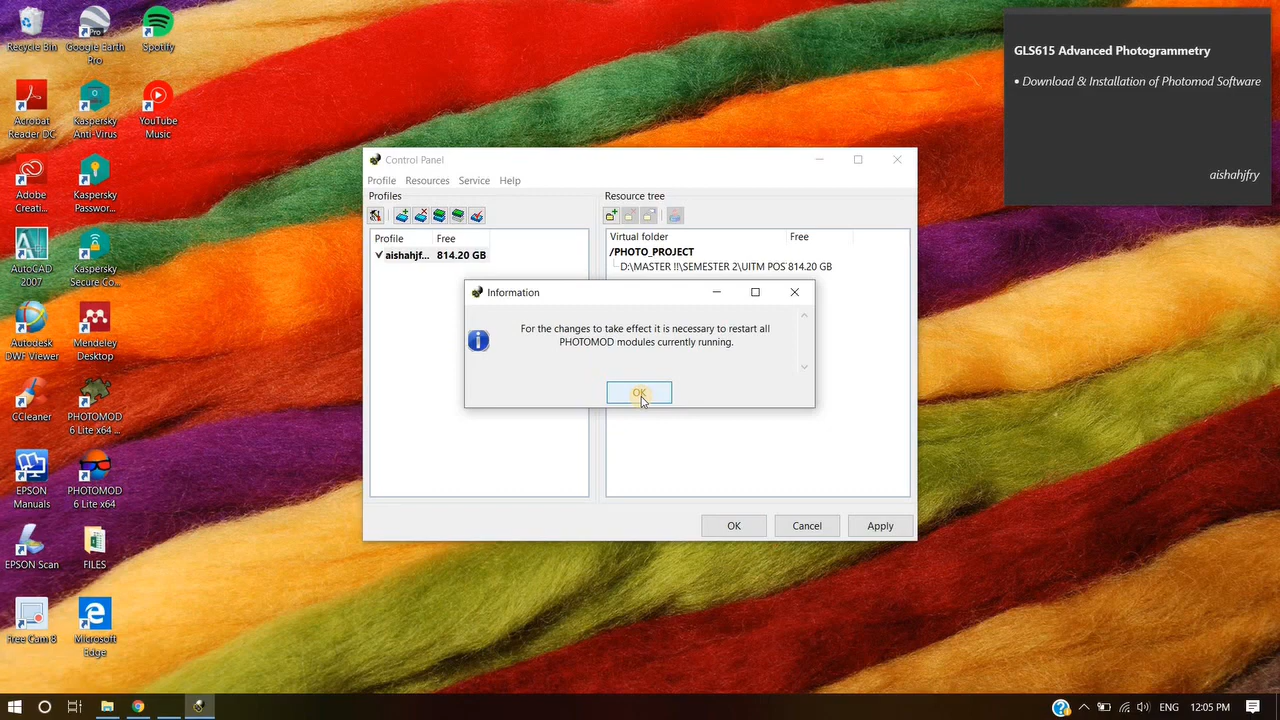 Recycle Bin
Google Earth
Pro
Spotify
Acrobat
Reader DC
Kaspersky
Anti-Virus
YouTube
Music
Adobe
Creati...
Kaspersky
Passwor...
AutoCAD
2007
Kaspersky
Secure Co...
Autodesk
DWF Viewer
Mendeley
Desktop
CCleaner
PHOTOMOD
6 Lite x64 ...
EPSON
Manuals
PHOTOMOD
6 Lite x64
EPSON Scan
FILES
Free Cam 8
Microsoft
Edge
GLS615 Advanced Photogrammetry
• Download & Installation of Photomod Software
aishahjfry
Control Panel
Profile Resources Service Help
Profiles
Resource tree
Profile Free
aishahjf... 814.20 GB
Virtual folder Free
/PHOTO_PROJECT
D:\MASTER !!\SEMESTER 2\UITM POS 814.20 GB
Information
For the changes to take effect it is necessary to restart all
PHOTOMOD modules currently running.
OK
OK Cancel Apply
ENG 12:05 PM